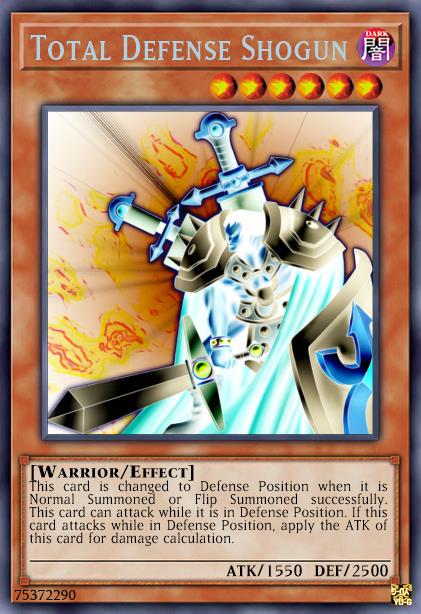 Total Defense Shogun
DARK
闇
[Warrior/Effect]
This card is changed to Defense Position when it is
Normal Summoned or Flip Summoned successfully.
This card can attack while it is in Defense Position. If this
card attacks while in Defense Position, apply the ATK of
this card for damage calculation.
ATK/1550 DEF/2500
75372290